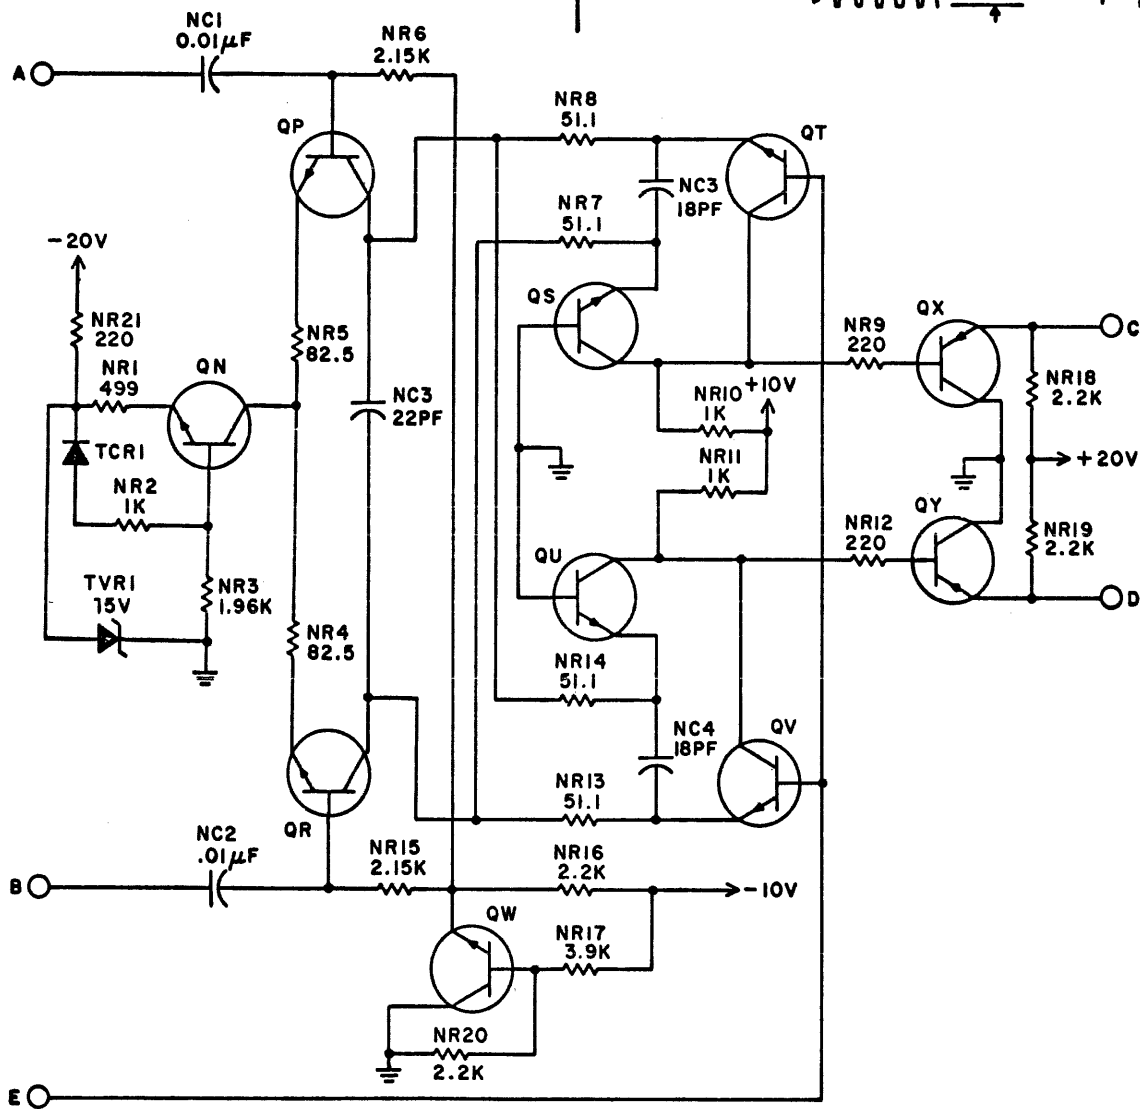 NC1
0.01µF
NR6
2.15K
A
QP
NR8
51.1
QT
NC3
18PF
NR7
51.1
-20V
QS
NR21
220
NR1
499
QN
NR5
82.5
NR9
220
QX
C
NR18
2.2K
NC3
22PF
NR10
1K
+10V
NR11
1K
+20V
TCR1
NR2
1K
QU
NR12
220
QY
NR19
2.2K
D
TVR1
15V
NR3
1.96K
NR4
82.5
NR14
51.1
NC4
18PF
QV
NR13
51.1
QR
NC2
.01µF
NR15
2.15K
NR16
2.2K
B
-10V
QW
NR17
3.9K
NR20
2.2K
E